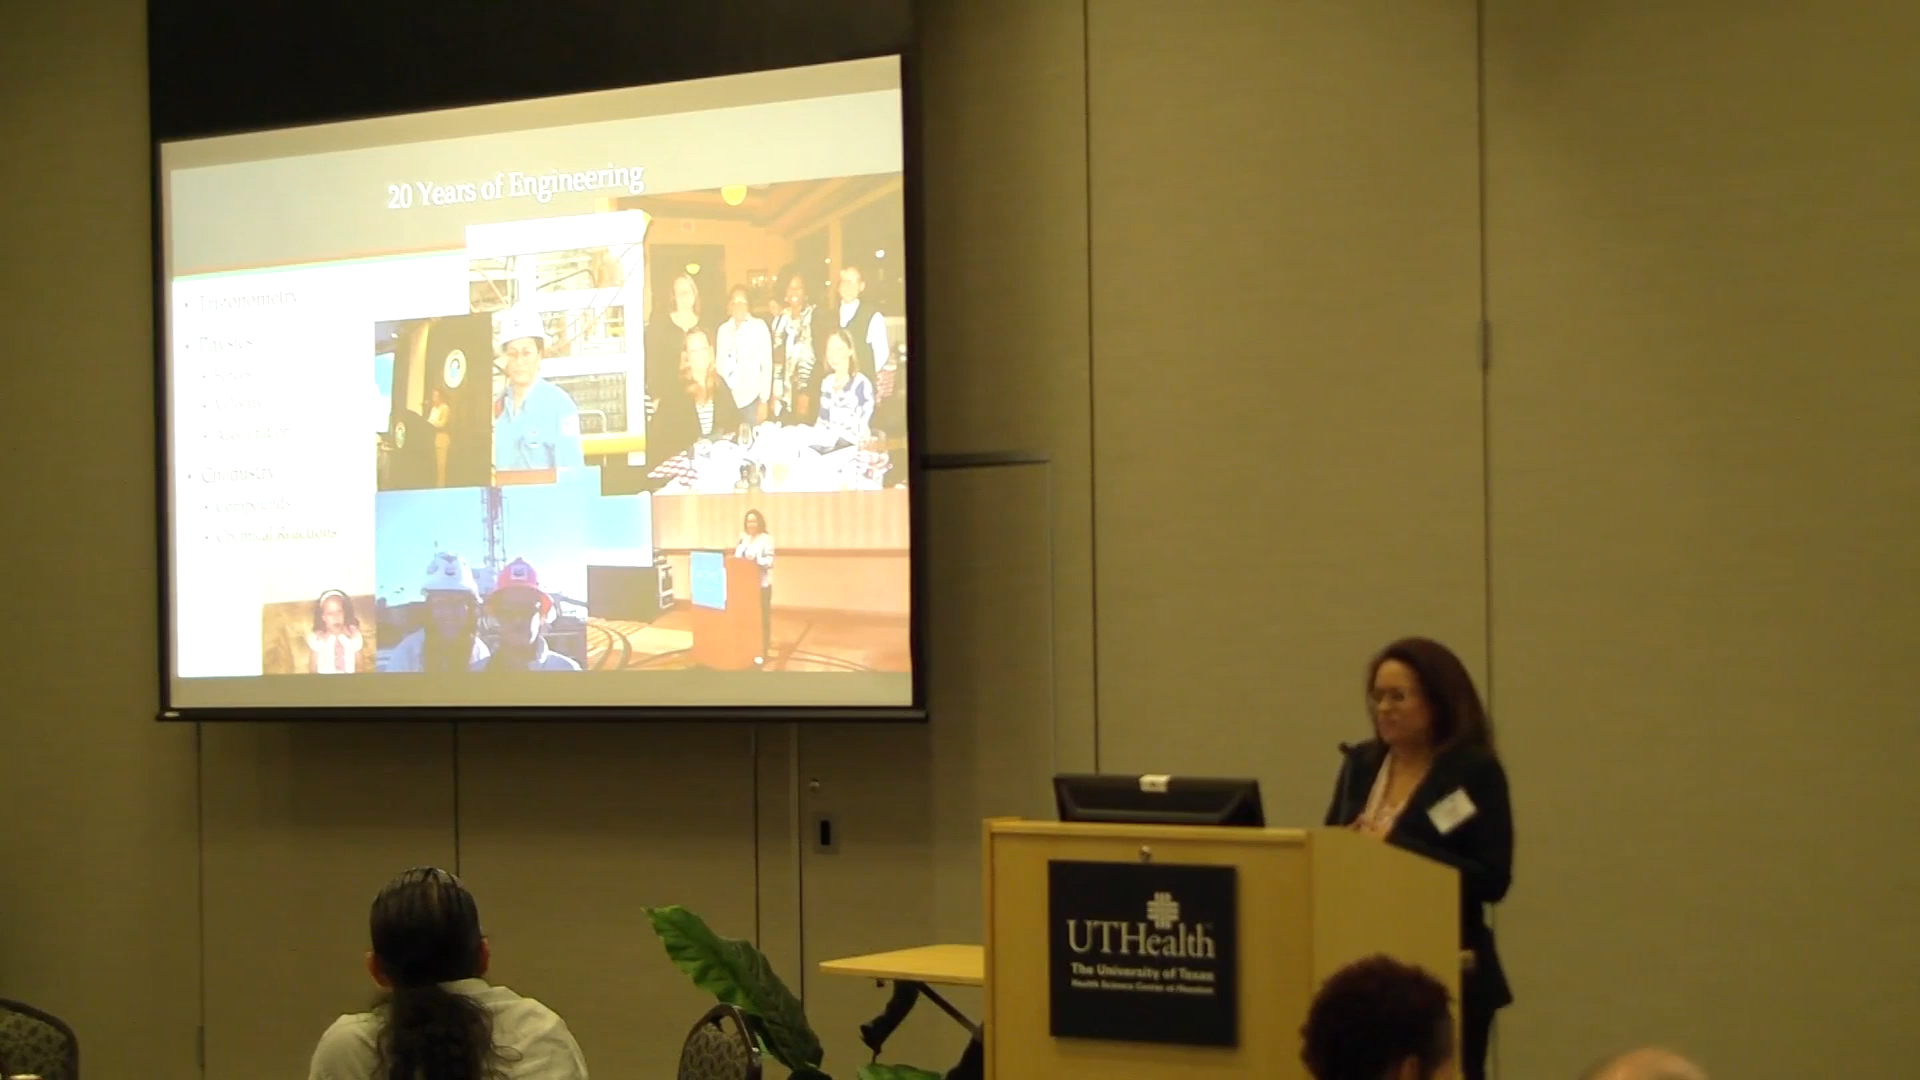 20 Years of Engineering
• Trigonometry
• Physics
• Chemistry
• Compounds
• Chemical Reactions
UTHealth
The University of Texas
Health Science Center at Houston